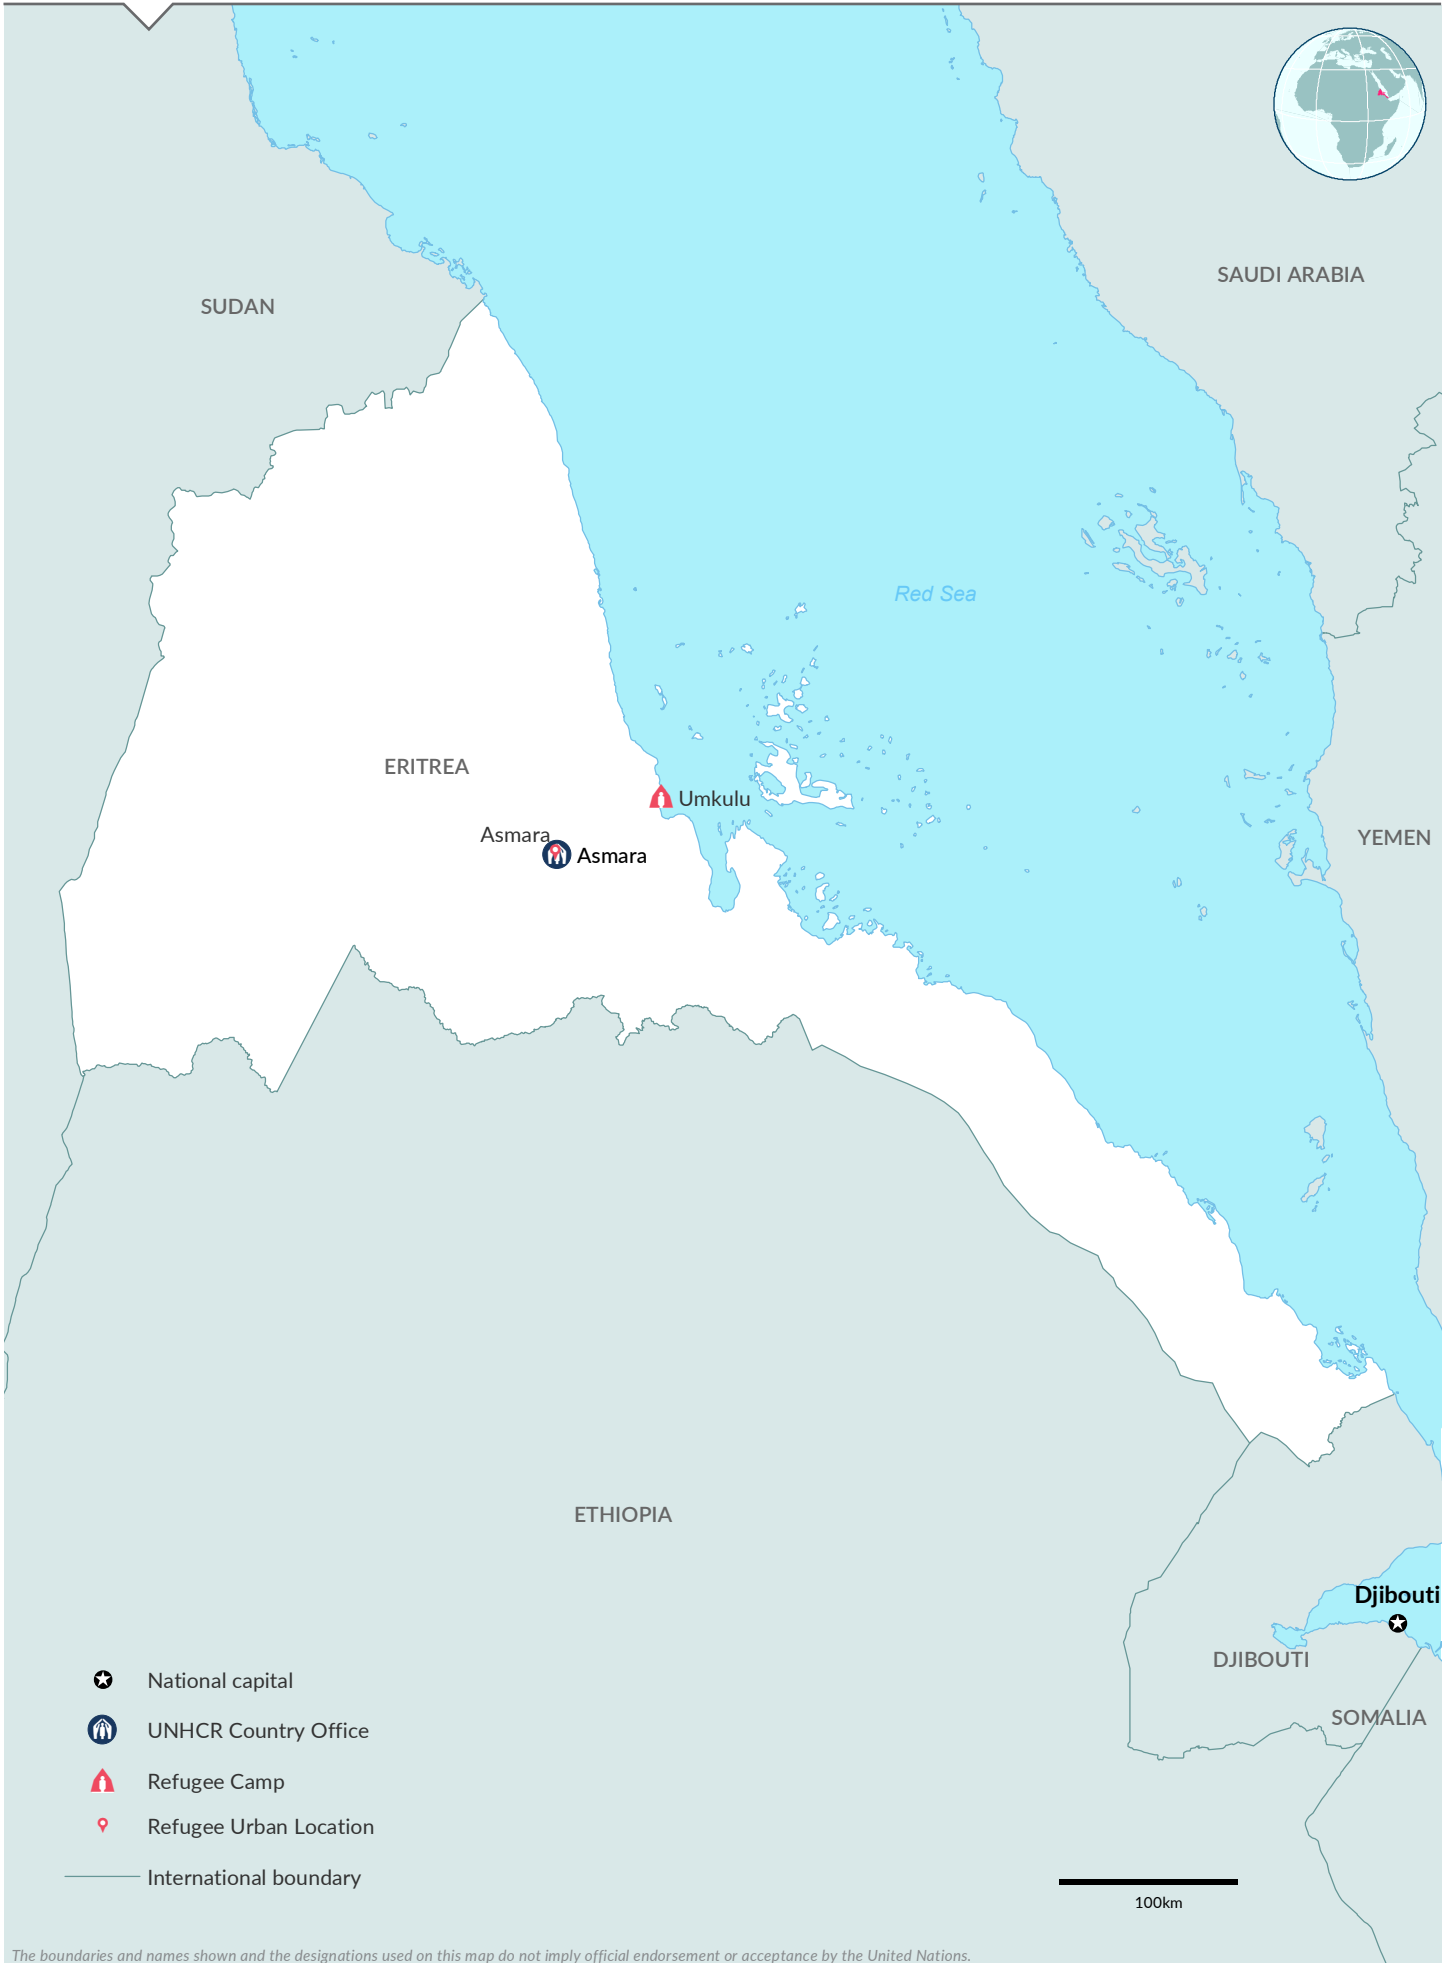 SAUDI ARABIA
SUDAN
Red Sea
ERITREA
Umkulu
Asmara
Asmara
YEMEN
ETHIOPIA
Djibouti
DJIBOUTI
SOMALIA
National capital
UNHCR Country Office
Refugee Camp
Refugee Urban Location
International boundary
100km
The boundaries and names shown and the designations used on this map do not imply official endorsement or acceptance by the United Nations.